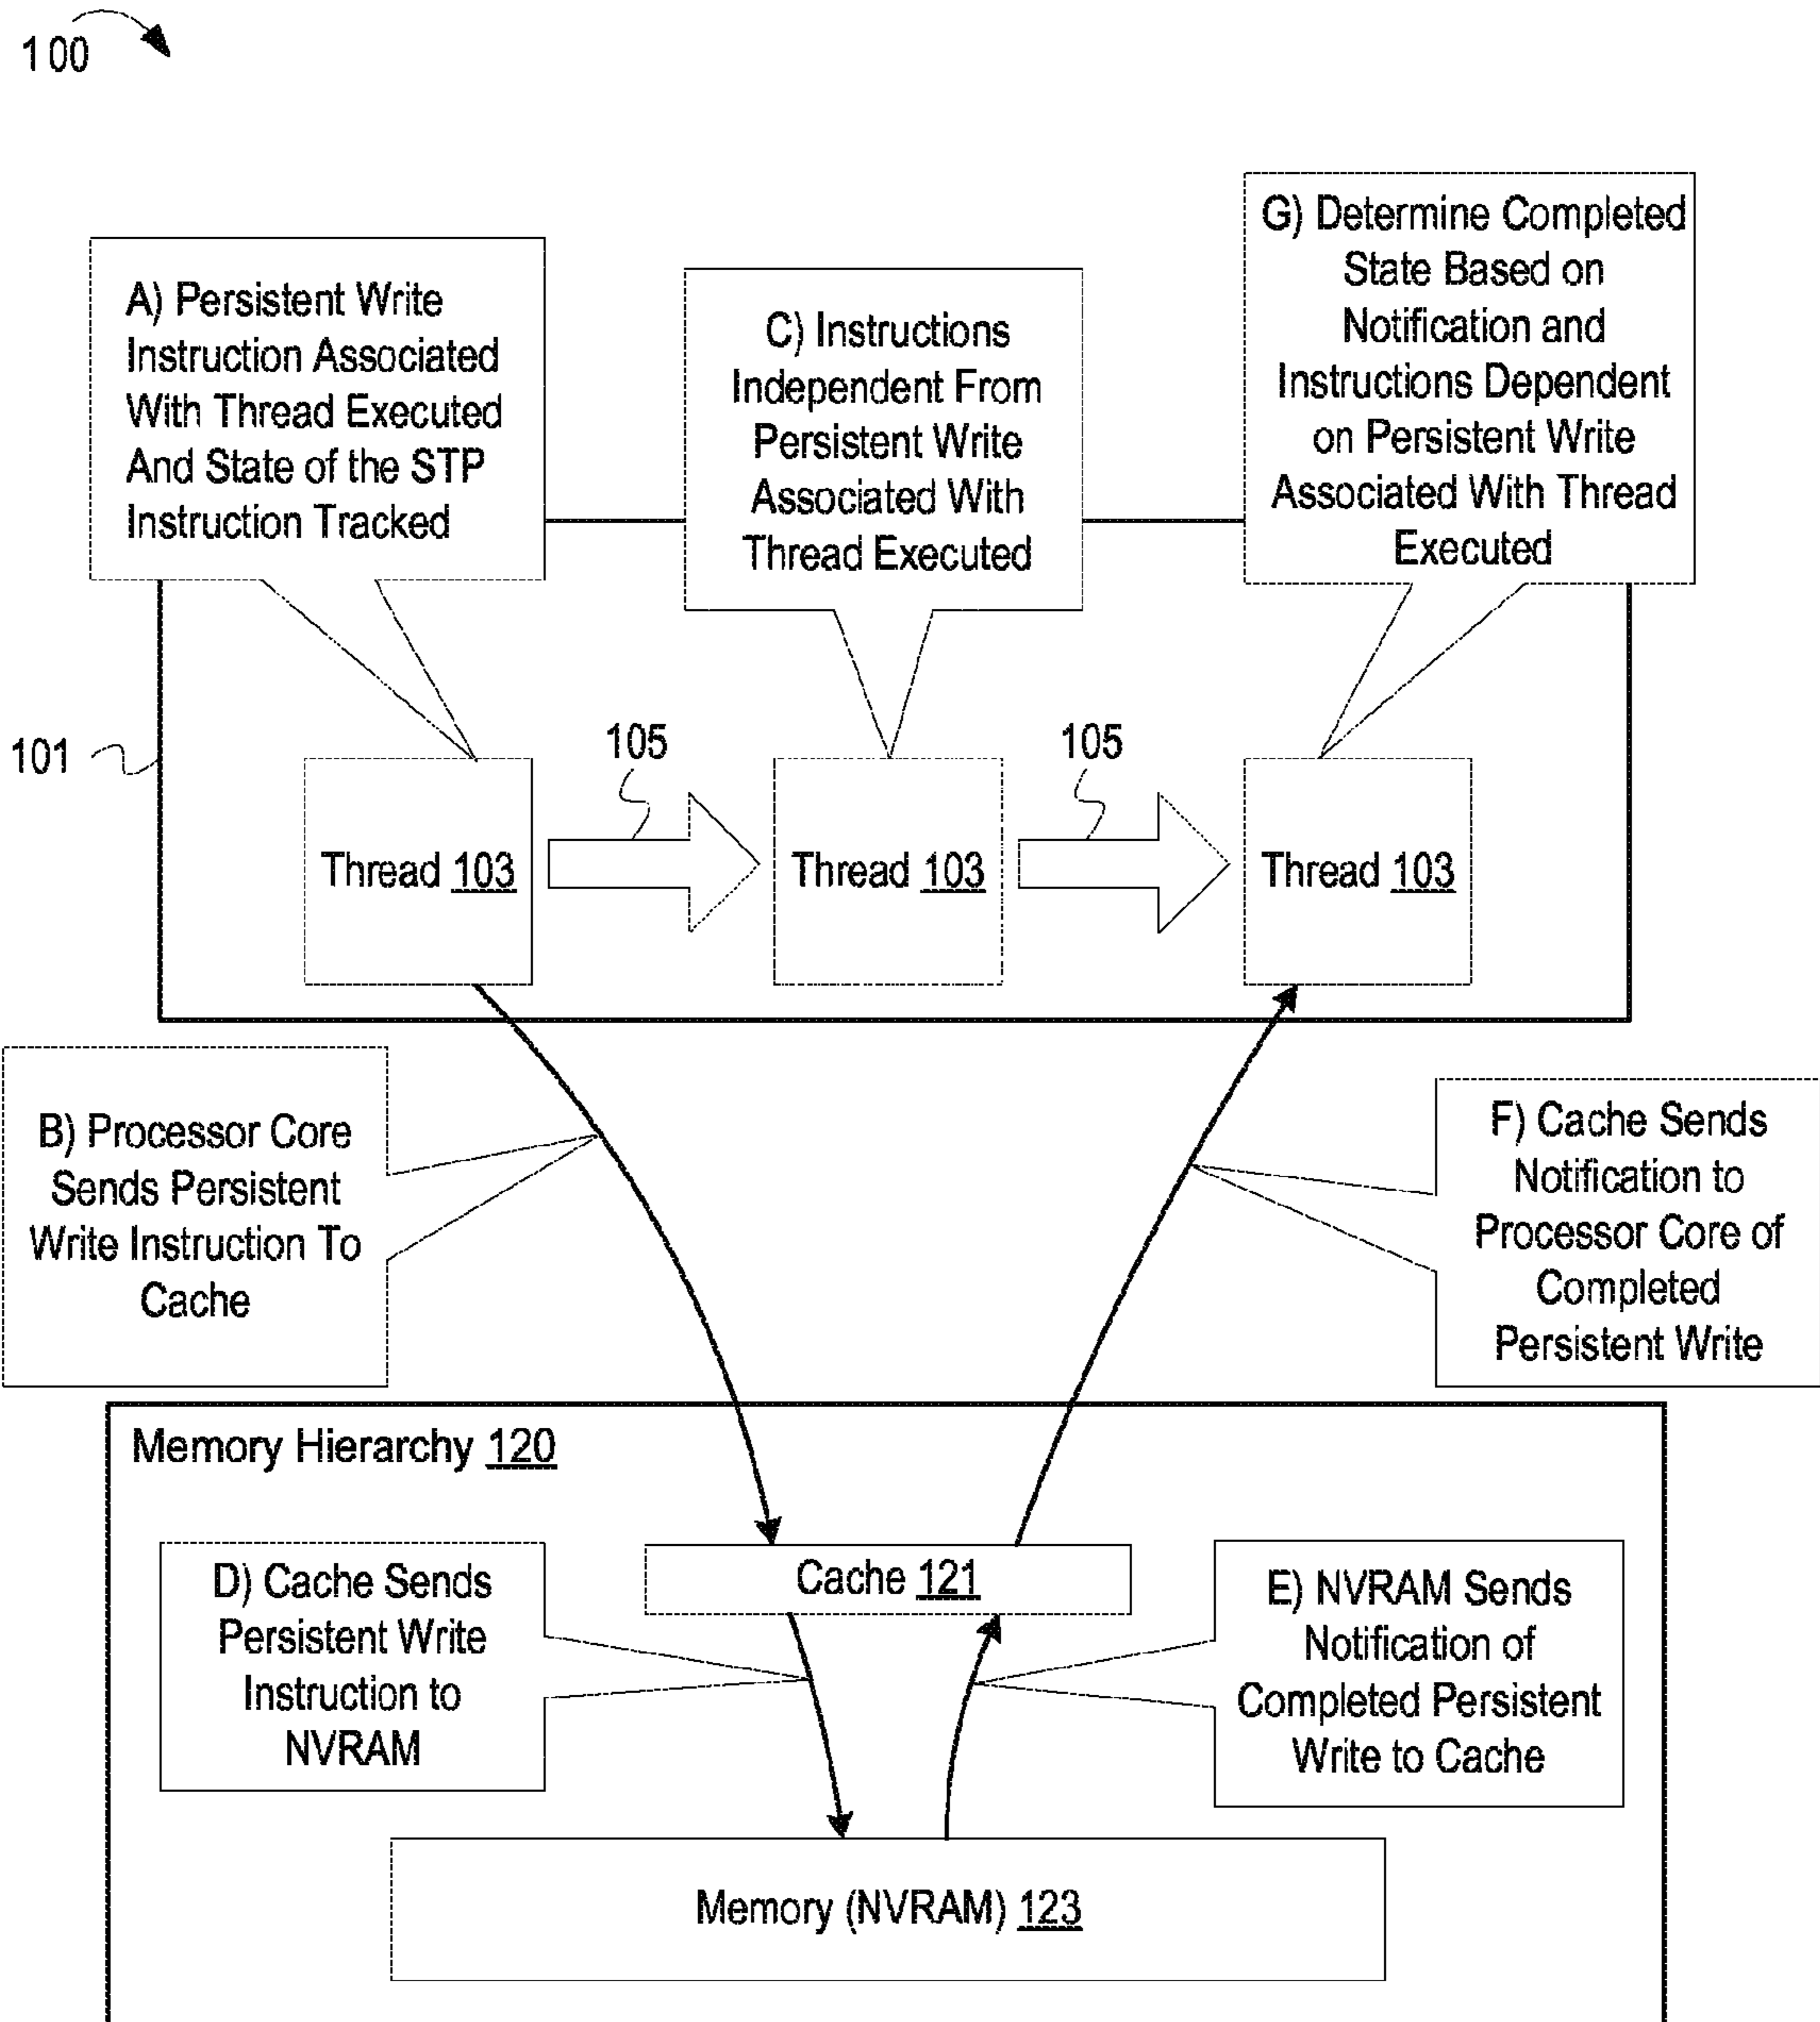 100
A) Persistent Write
Instruction Associated
With Thread Executed
And State of the STP
Instruction Tracked
C) Instructions
Independent From
Persistent Write
Associated With
Thread Executed
G) Determine Completed
State Based on
Notification and
Instructions Dependent
on Persistent Write
Associated With Thread
Executed
101
105
105
Thread 103
Thread 103
Thread 103
B) Processor Core
Sends Persistent
Write Instruction To
Cache
F) Cache Sends
Notification to
Processor Core of
Completed
Persistent Write
Memory Hierarchy 120
Cache 121
D) Cache Sends
Persistent Write
Instruction to
NVRAM
E) NVRAM Sends
Notification of
Completed Persistent
Write to Cache
Memory (NVRAM) 123